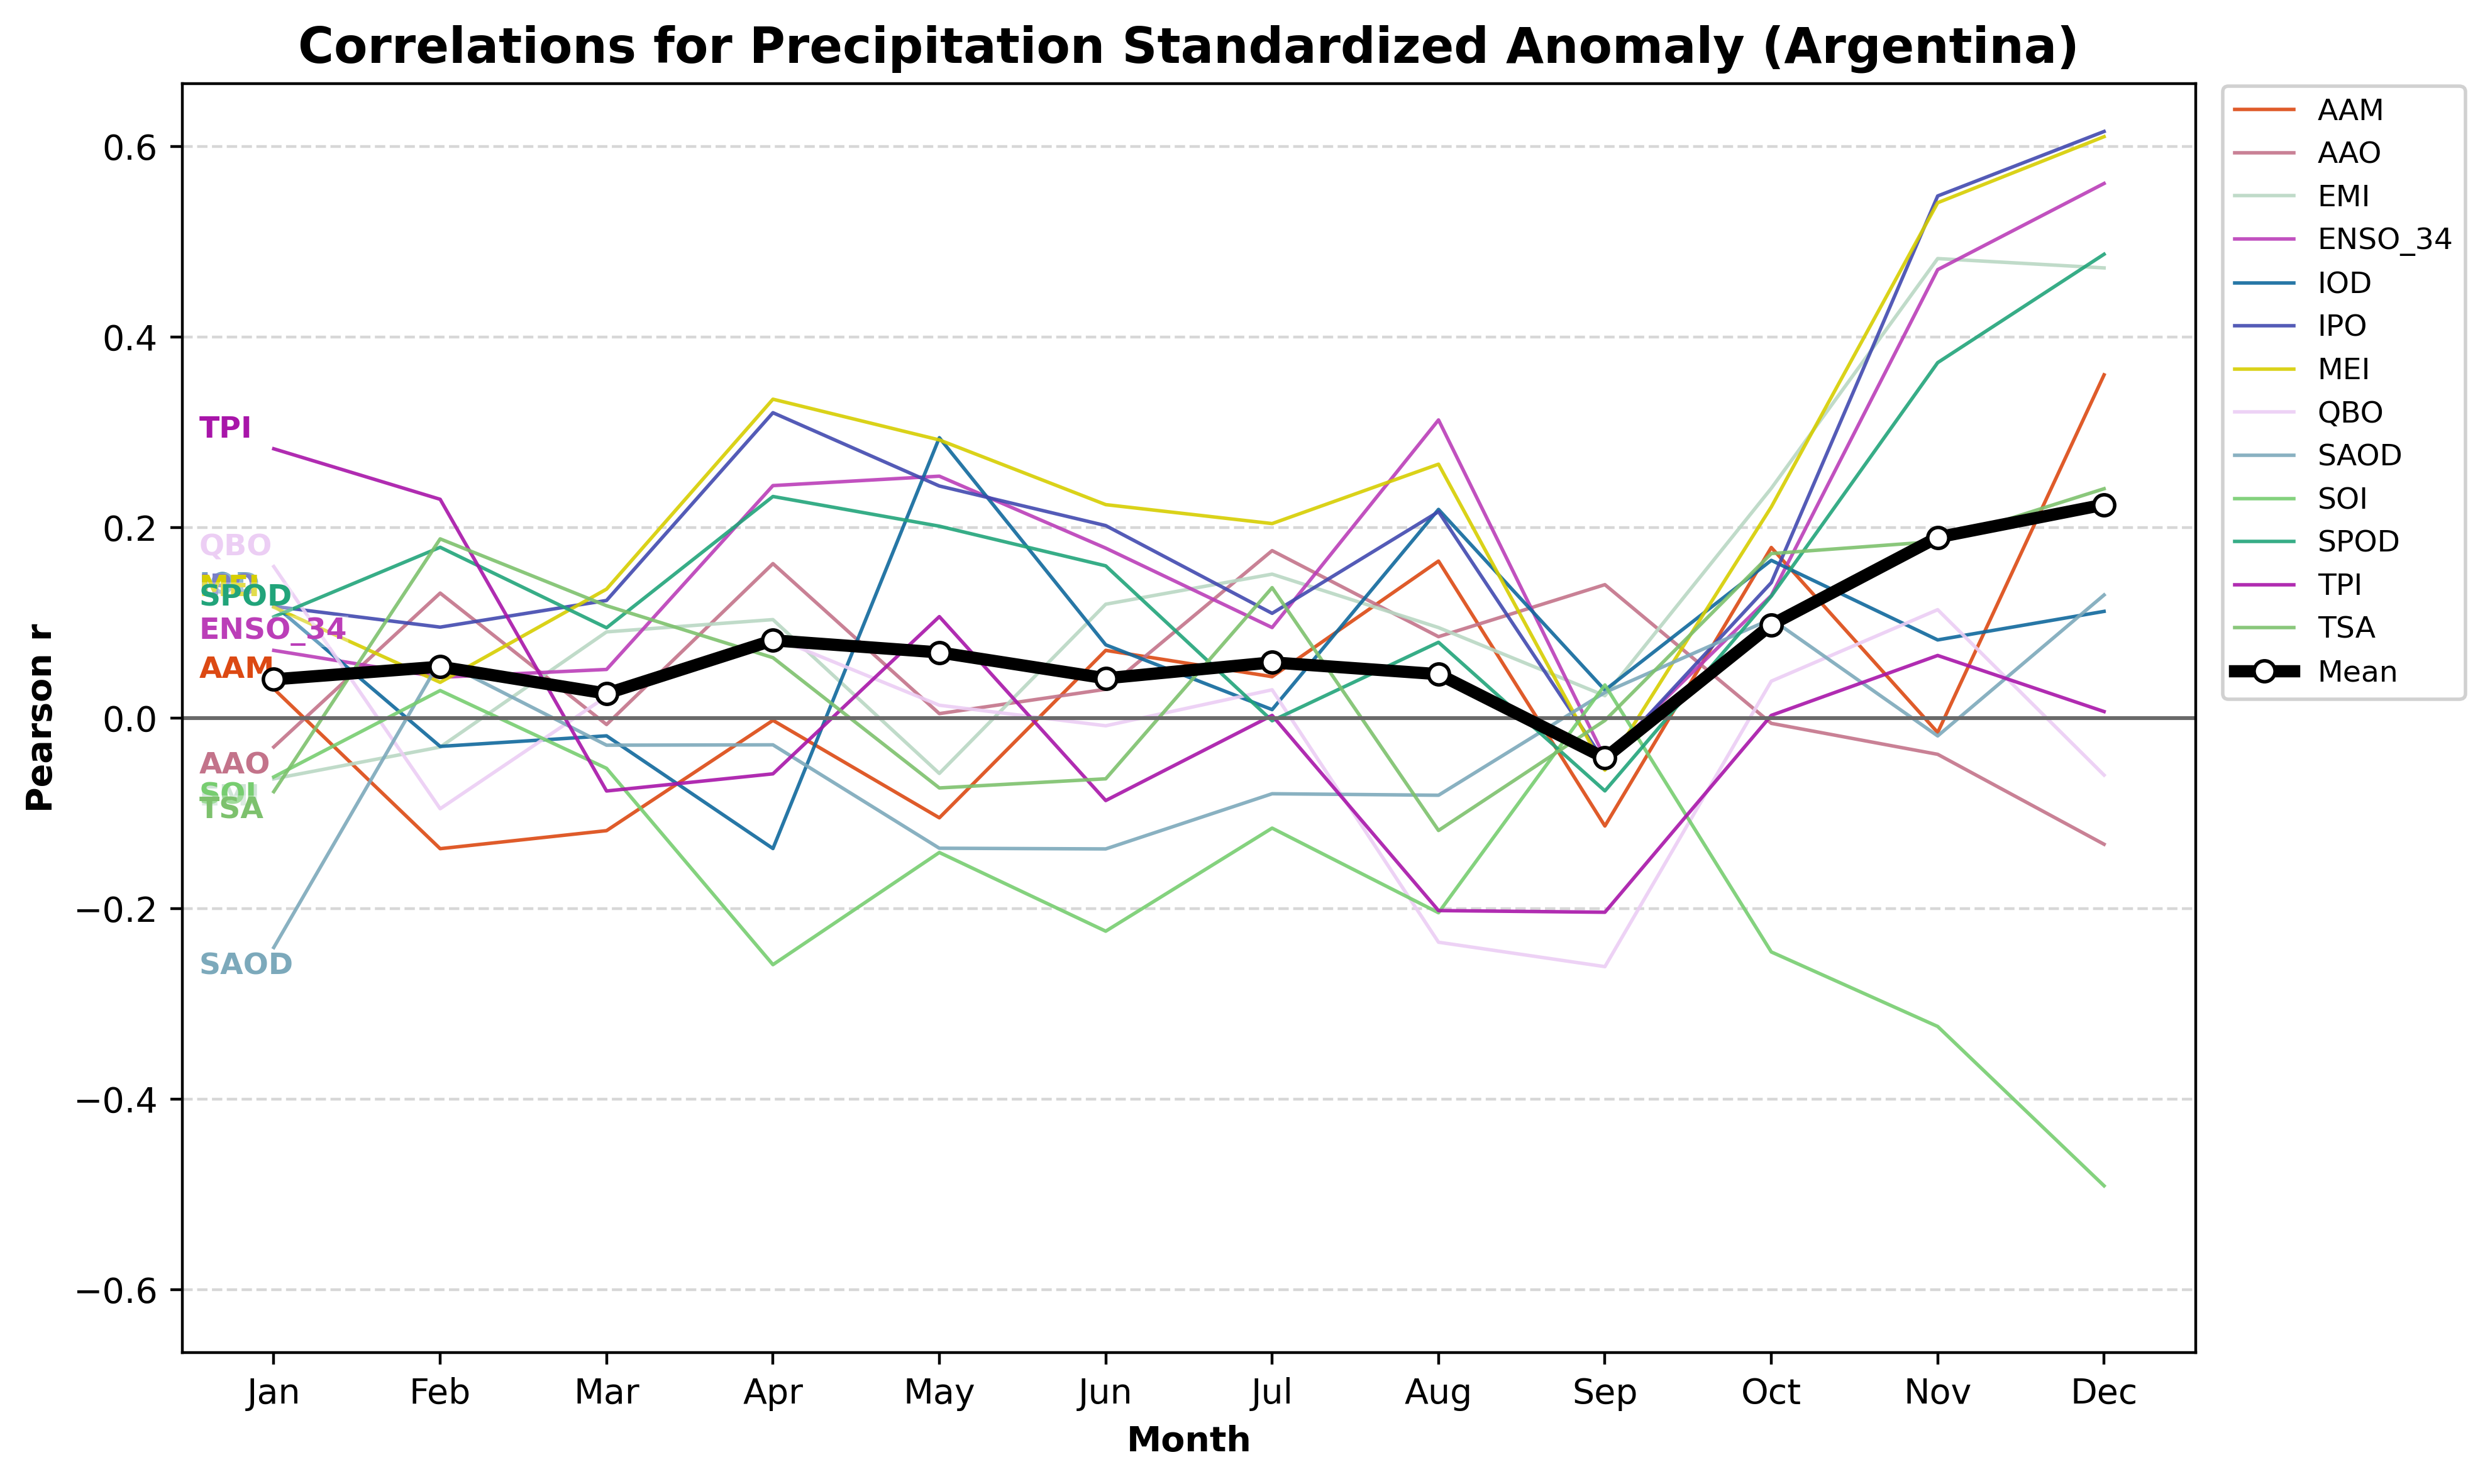 Correlations for Precipitation Standardized Anomaly (Argentina)
Pearson r
0.6
0.4
0.2
0.0
−0.2
−0.4
−0.6
TPI
QBO
SPOD
ENSO_34
AAM
AAO
SOI
TSA
SAOD
Jan Feb Mar Apr May Jun Jul Aug Sep Oct Nov Dec
Month
AAM
AAO
EMI
ENSO_34
IOD
IPO
MEI
QBO
SAOD
SOI
SPOD
TPI
TSA
Mean